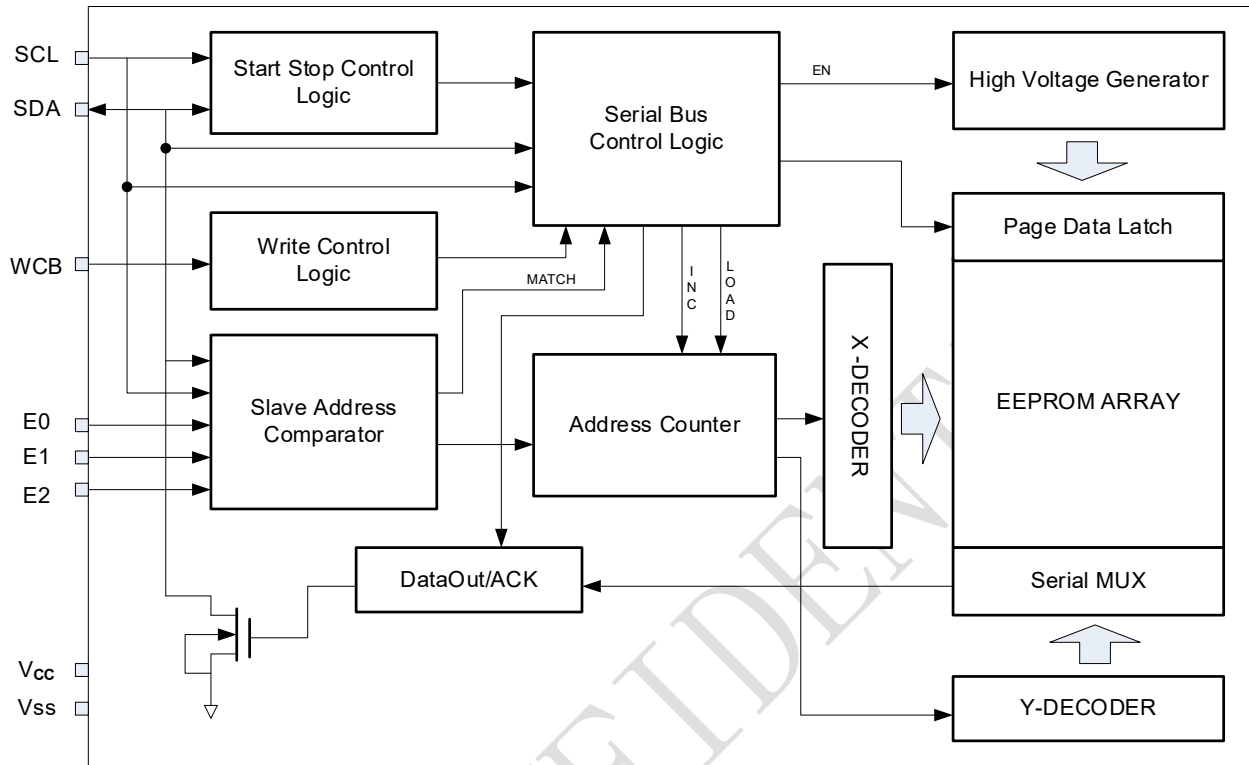 SCL
SDA
WCB
E0
E1
E2
Vcc
Vss
Start Stop Control
Logic
Write Control
Logic
Slave Address
Comparator
Serial Bus
Control Logic
MATCH
INC
LOAD
EN
High Voltage Generator
Page Data Latch
EEPROM ARRAY
Serial MUX
Address Counter
X-DECODER
DataOut/ACK
Y-DECODER